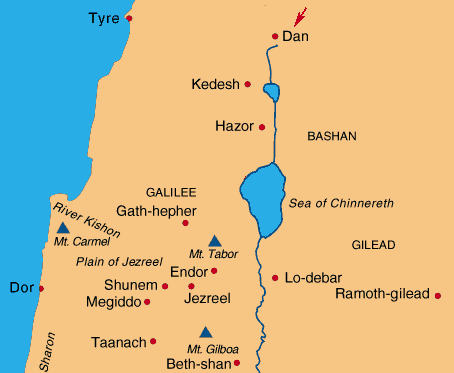 Tyre
Dan
Kedesh
Hazor
BASHAN
GALILEE
Sea of Chinnereth
River Kishon
Gath-hepher
Mt. Carmel
GILEAD
Mt. Tabor
Plain of Jezreel
Endor
Lo-debar
Dor
Shunem
Jezreel
Ramoth-gilead
Megiddo
Taanach
Sharon
Mt. Gilboa
Beth-shan